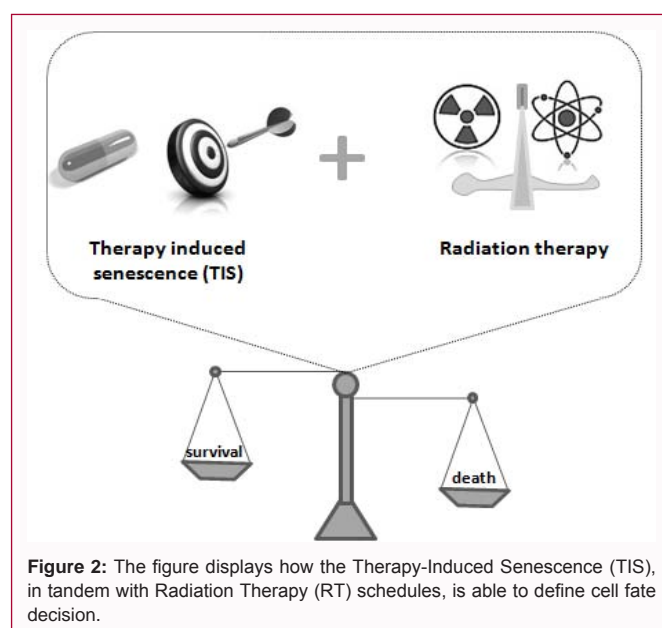 Therapy induced
senescence (TIS)
Radiation therapy
survival
death
Figure 2: The figure displays how the Therapy-Induced Senescence (TIS),
in tandem with Radiation Therapy (RT) schedules, is able to define cell fate
decision.